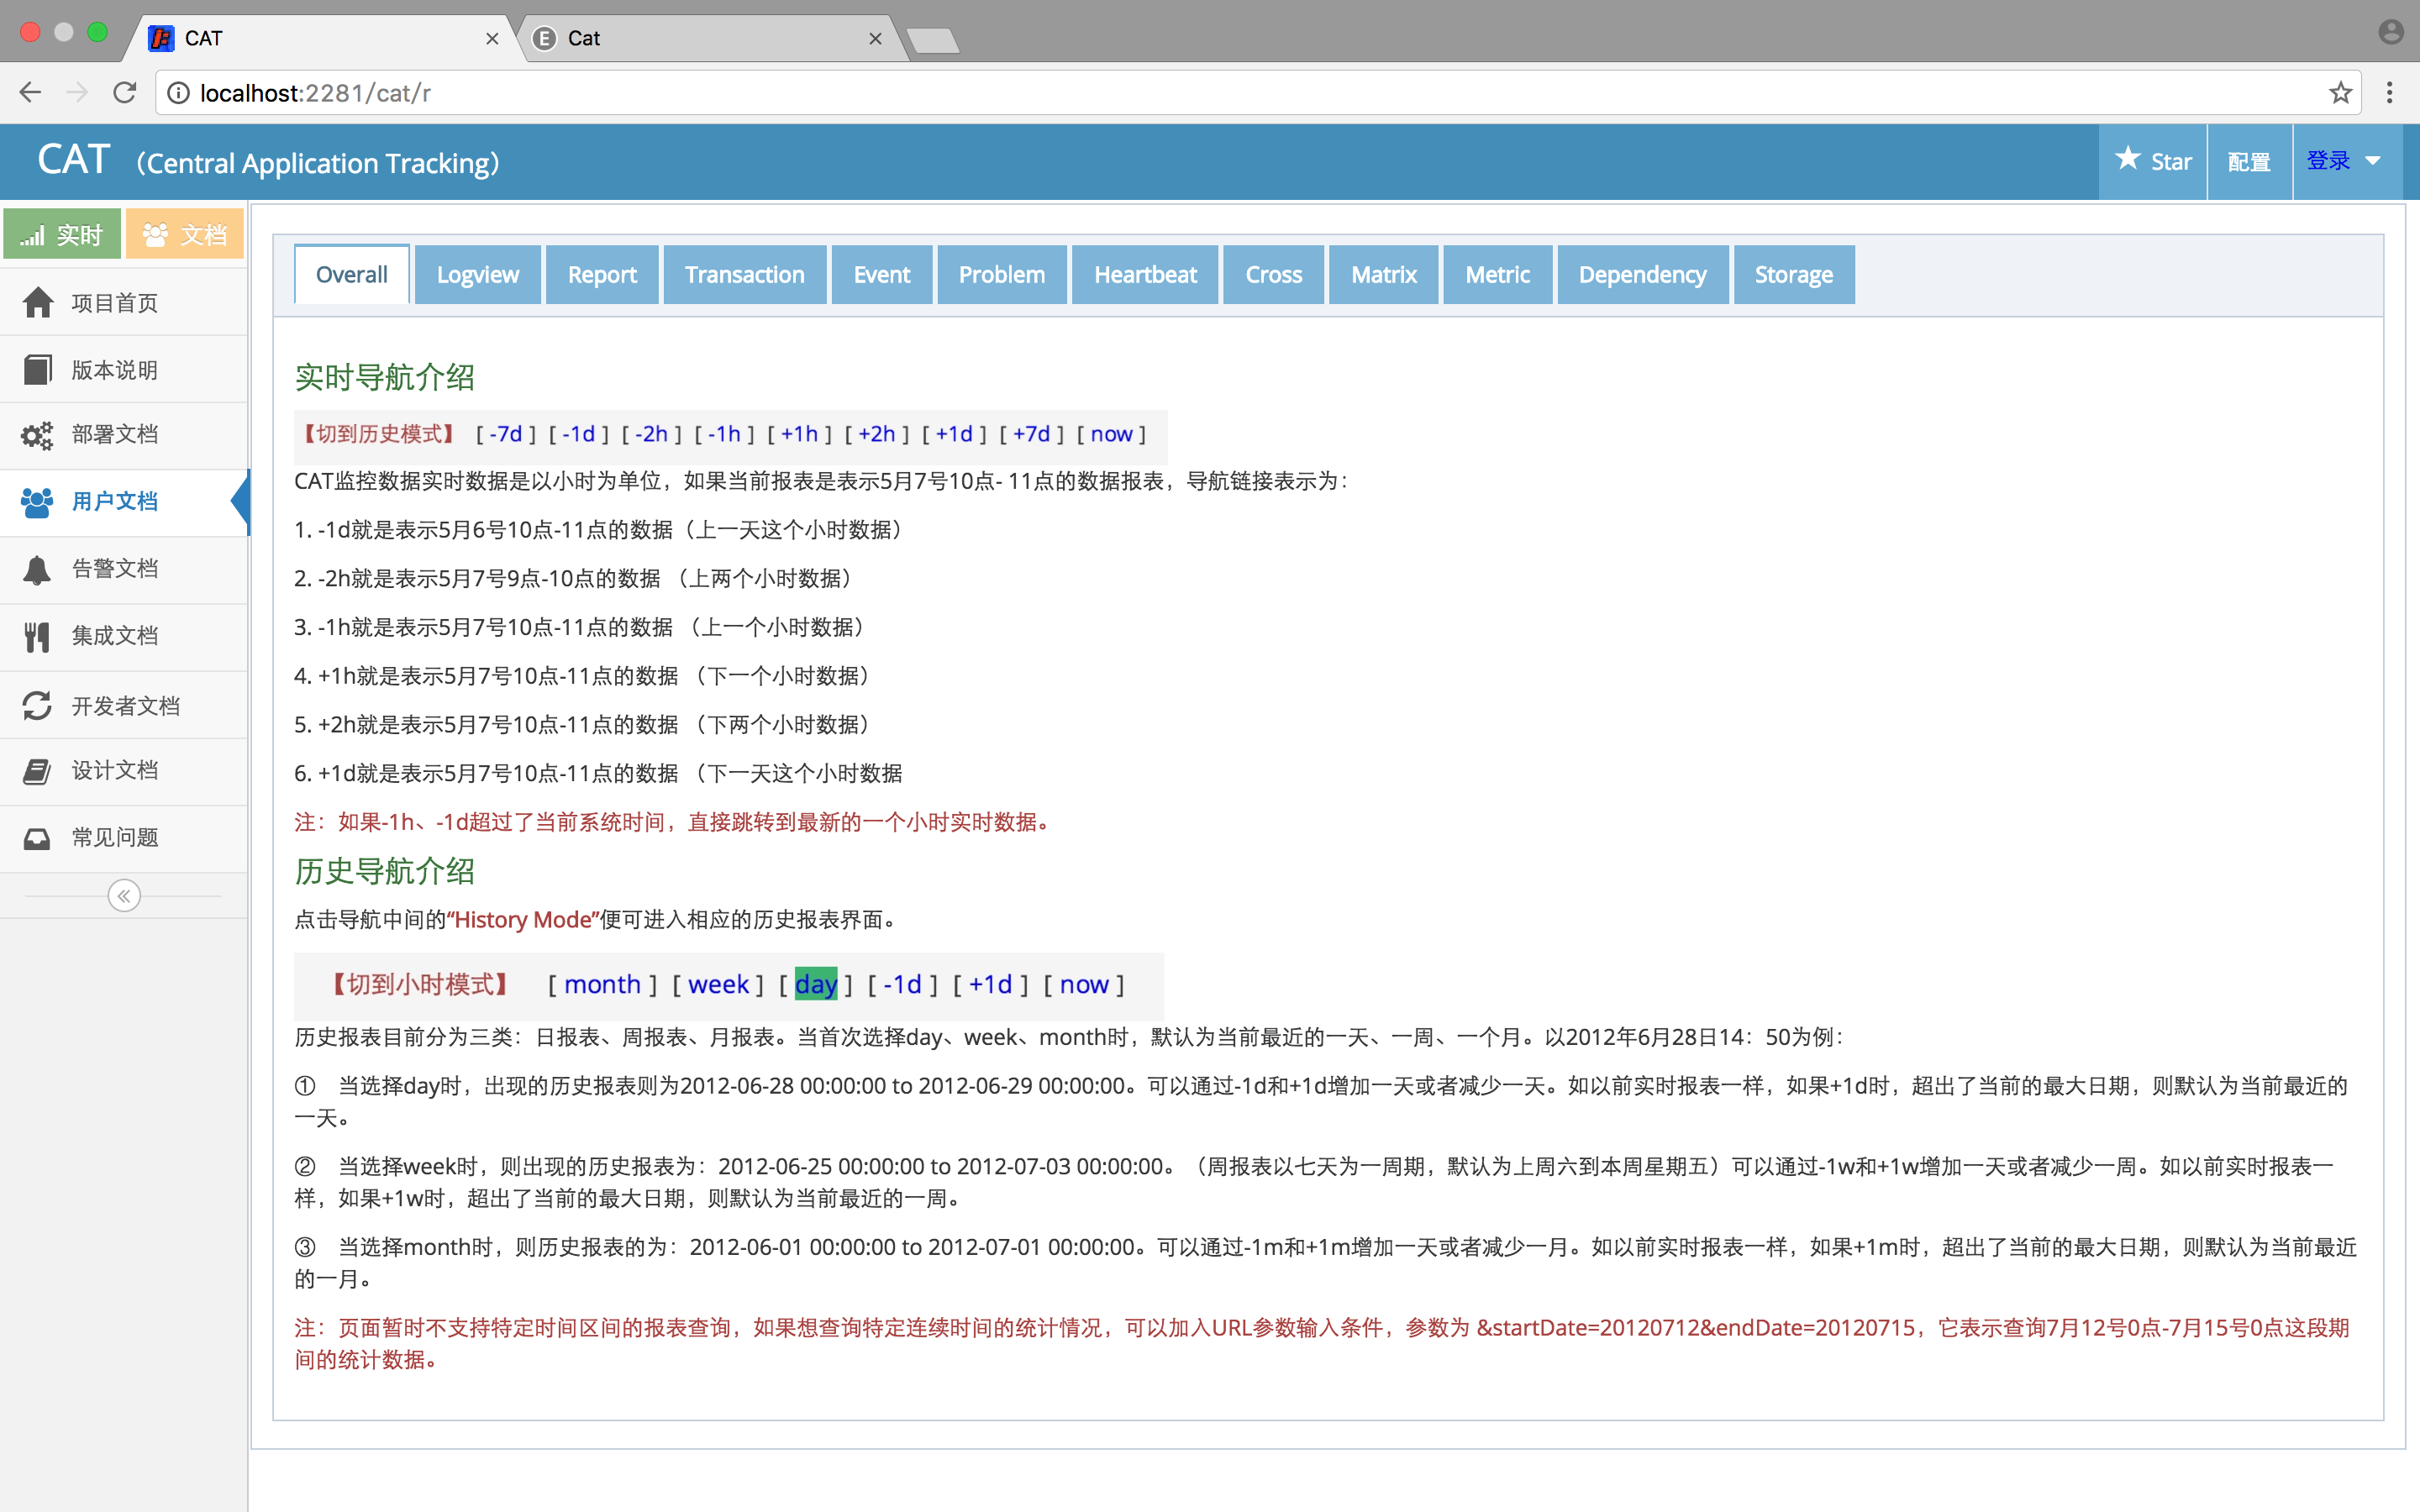 CAT
Cat
localhost:2281/cat/r
CAT （Central Application Tracking）
Star
配置
登录
实时
文档
项目首页
版本说明
部署文档
用户文档
告警文档
集成文档
开发者文档
设计文档
常见问题
Overall Logview Report Transaction Event Problem Heartbeat Cross Matrix Metric Dependency Storage
实时导航介绍
【切到历史模式】 [ -7d ] [ -1d ] [ -2h ] [ -1h ] [ +1h ] [ +2h ] [ +1d ] [ +7d ] [ now ]
CAT监控数据实时数据是以小时为单位，如果当前报表是表示5月7号10点- 11点的数据报表，导航链接表示为：
1. -1d就是表示5月6号10点-11点的数据（上一天这个小时数据）
2. -2h就是表示5月7号9点-10点的数据 （上两个小时数据）
3. -1h就是表示5月7号10点-11点的数据 （上一个小时数据）
4. +1h就是表示5月7号10点-11点的数据 （下一个小时数据）
5. +2h就是表示5月7号10点-11点的数据 （下两个小时数据）
6. +1d就是表示5月7号10点-11点的数据 （下一天这个小时数据
注：如果-1h、-1d超过了当前系统时间，直接跳转到最新的一个小时实时数据。
历史导航介绍
点击导航中间的“History Mode”便可进入相应的历史报表界面。
【切到小时模式】 [ month ] [ week ] [ day ] [ -1d ] [ +1d ] [ now ]
历史报表目前分为三类：日报表、周报表、月报表。当首次选择day、week、month时，默认为当前最近的一天、一周、一个月。以2012年6月28日14：50为例：
① 当选择day时，出现的历史报表则为2012-06-28 00:00:00 to 2012-06-29 00:00:00。可以通过-1d和+1d增加一天或者减少一天。如以前实时报表一样，如果+1d时，超出了当前的最大日期，则默认为当前最近的
一天。
② 当选择week时，则出现的历史报表为：2012-06-25 00:00:00 to 2012-07-03 00:00:00。（周报表以七天为一周期，默认为上周六到本周星期五）可以通过-1w和+1w增加一天或者减少一周。如以前实时报表一
样，如果+1w时，超出了当前的最大日期，则默认为当前最近的一周。
③ 当选择month时，则历史报表的为：2012-06-01 00:00:00 to 2012-07-01 00:00:00。可以通过-1m和+1m增加一天或者减少一月。如以前实时报表一样，如果+1m时，超出了当前的最大日期，则默认为当前最近
的一月。
注：页面暂时不支持特定时间区间的报表查询，如果想查询特定连续时间的统计情况，可以加入URL参数输入条件，参数为 &startDate=20120712&endDate=20120715，它表示查询7月12号0点-7月15号0点这段期
间的统计数据。